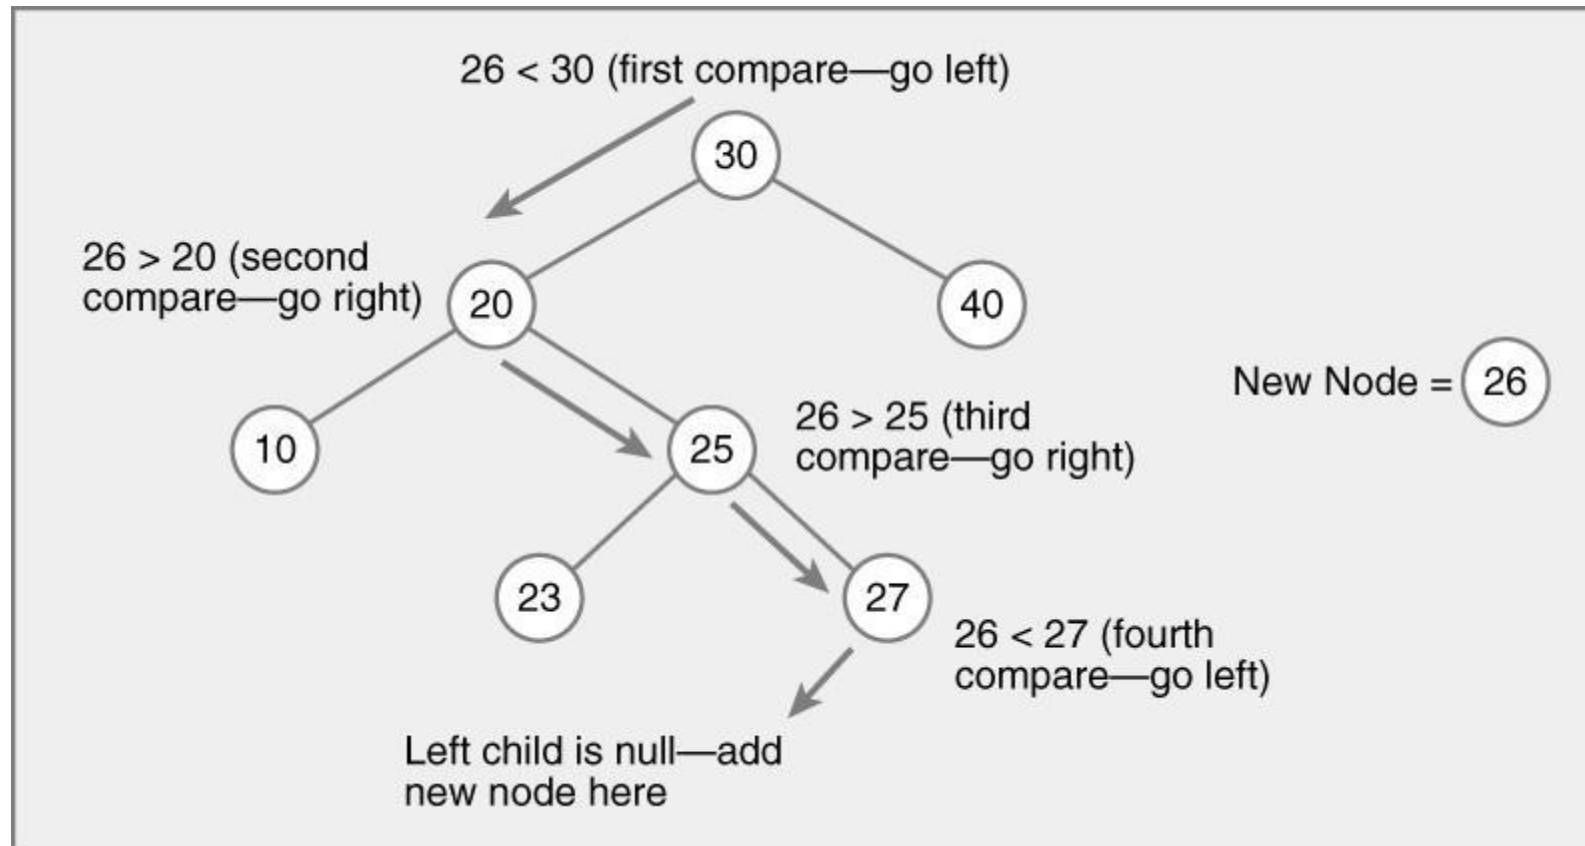 26 < 30 (first compare—go left)
30
26 > 20 (second
compare—go right)
20
40
New Node = 26
10
25
26 > 25 (third
compare—go right)
23
27
26 < 27 (fourth
compare—go left)
Left child is null—add
new node here